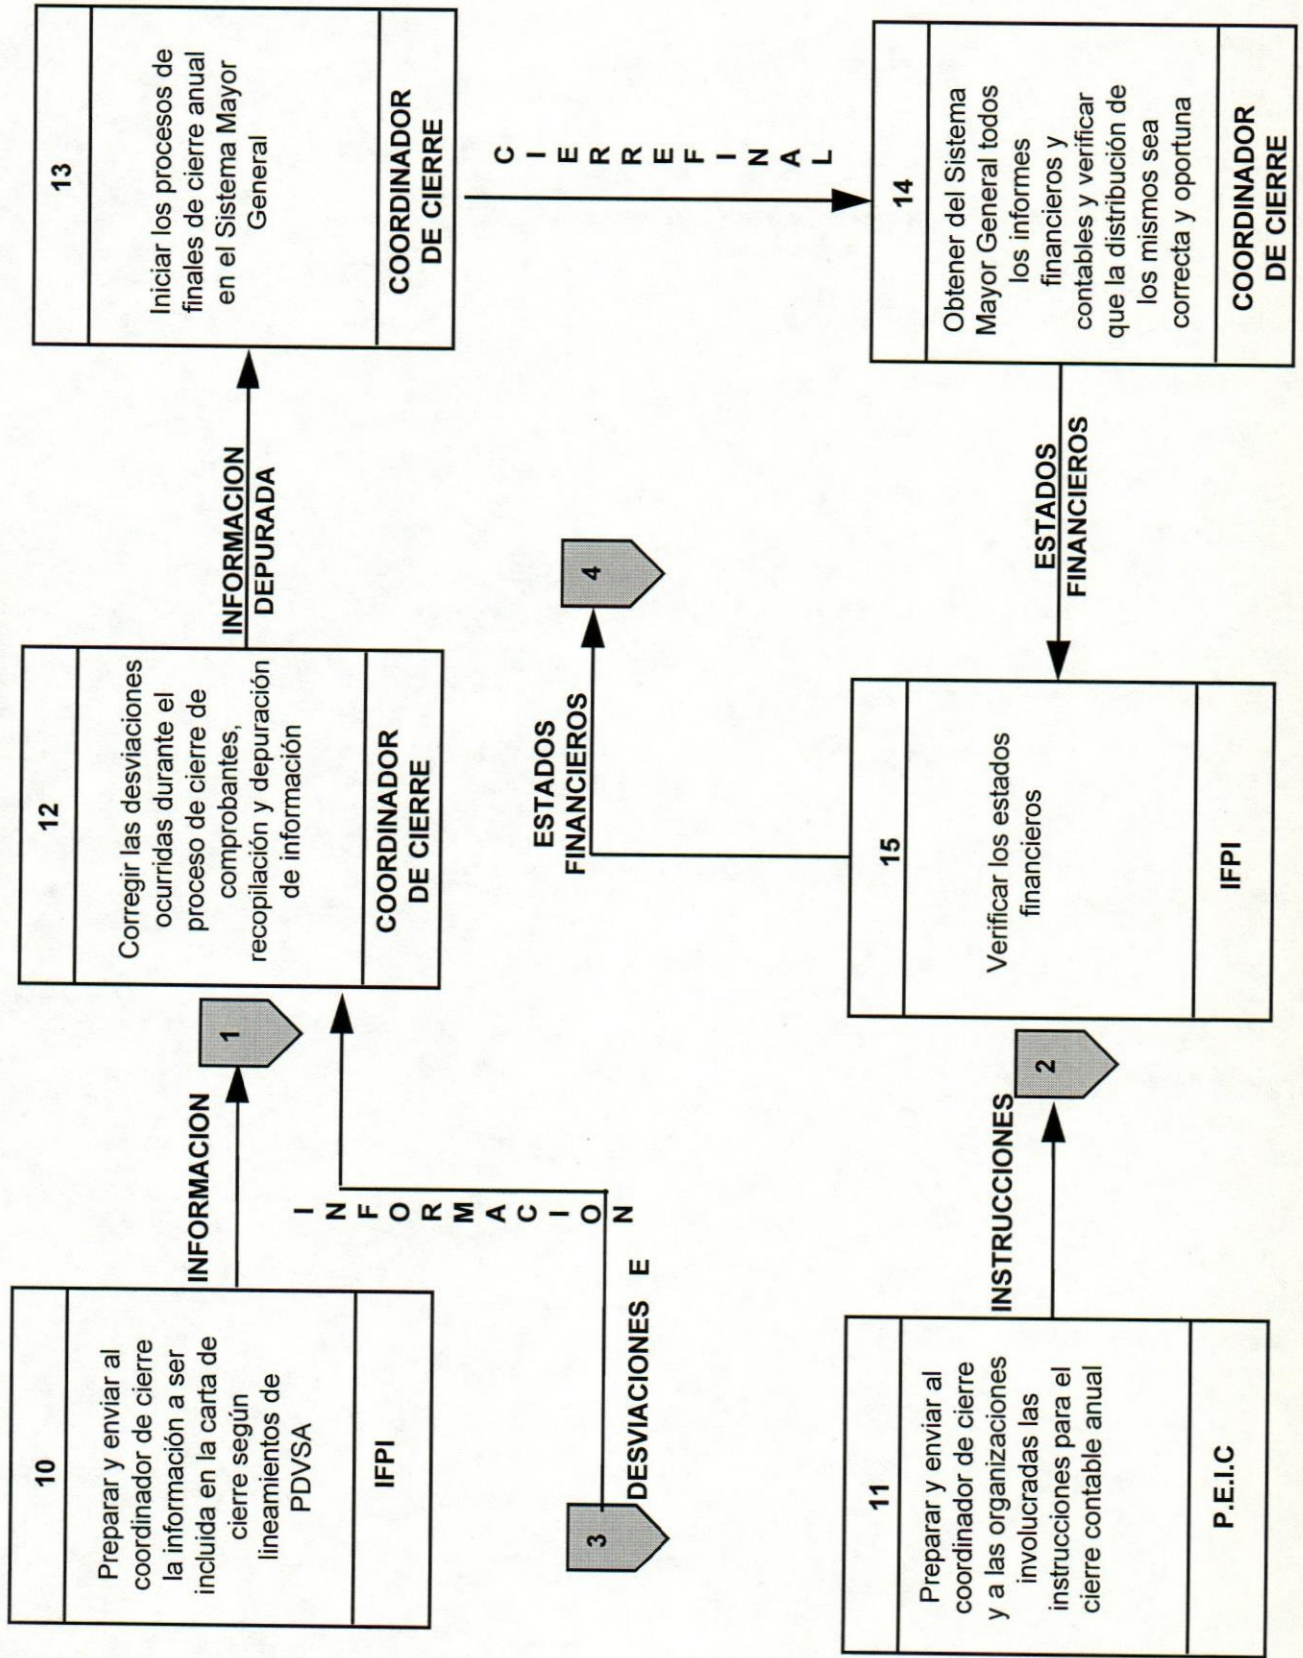 10
Preparar y enviar al
coordinador de cierre
la información a ser
incluida en la carta de
cierre según
lineamientos de
PDVSA
IFPI
INFORMACION
1
12
Corregir las desviaciones
ocurridas durante el
proceso de cierre de
comprobantes,
recopilación y depuración
de información
COORDINADOR
DE CIERRE
INFORMACION
DEPURADA
13
Iniciar los procesos de
finales de cierre anual
en el Sistema Mayor
General
COORDINADOR
DE CIERRE
3
DESVIACIONES E
INFORMACION
ESTADOS
FINANCIEROS
4
CIERRE FINAL
11
Preparar y enviar al
coordinador de cierre
y a las organizaciones
involucradas las
instrucciones para el
cierre contable anual
P.E.I.C
INSTRUCCIONES
2
15
Verificar los estados
financieros
IFPI
ESTADOS
FINANCIEROS
14
Obtener del Sistema
Mayor General todos
los informes
financieros y
contables y verificar
que la distribución de
los mismos sea
correcta y oportuna
COORDINADOR
DE CIERRE